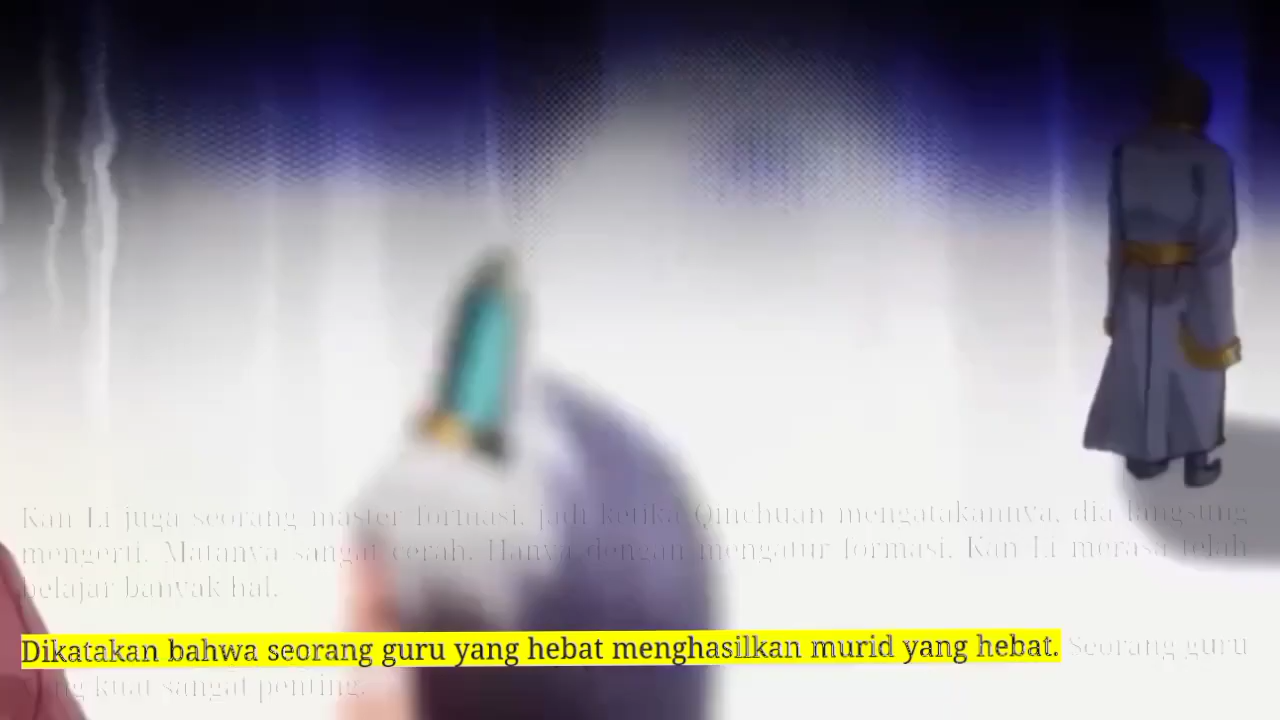 Kan Li juga seorang master formasi, jadi ketika Qinchuan mengatakannya, dia langsung
mengerti. Matanya sangat cerah. Hanya dengan mengatur formasi, Kan Li merasa telah
belajar banyak hal.
Dikatakan bahwa seorang guru yang hebat menghasilkan murid yang hebat. Seorang guru
yang kuat sangat penting.